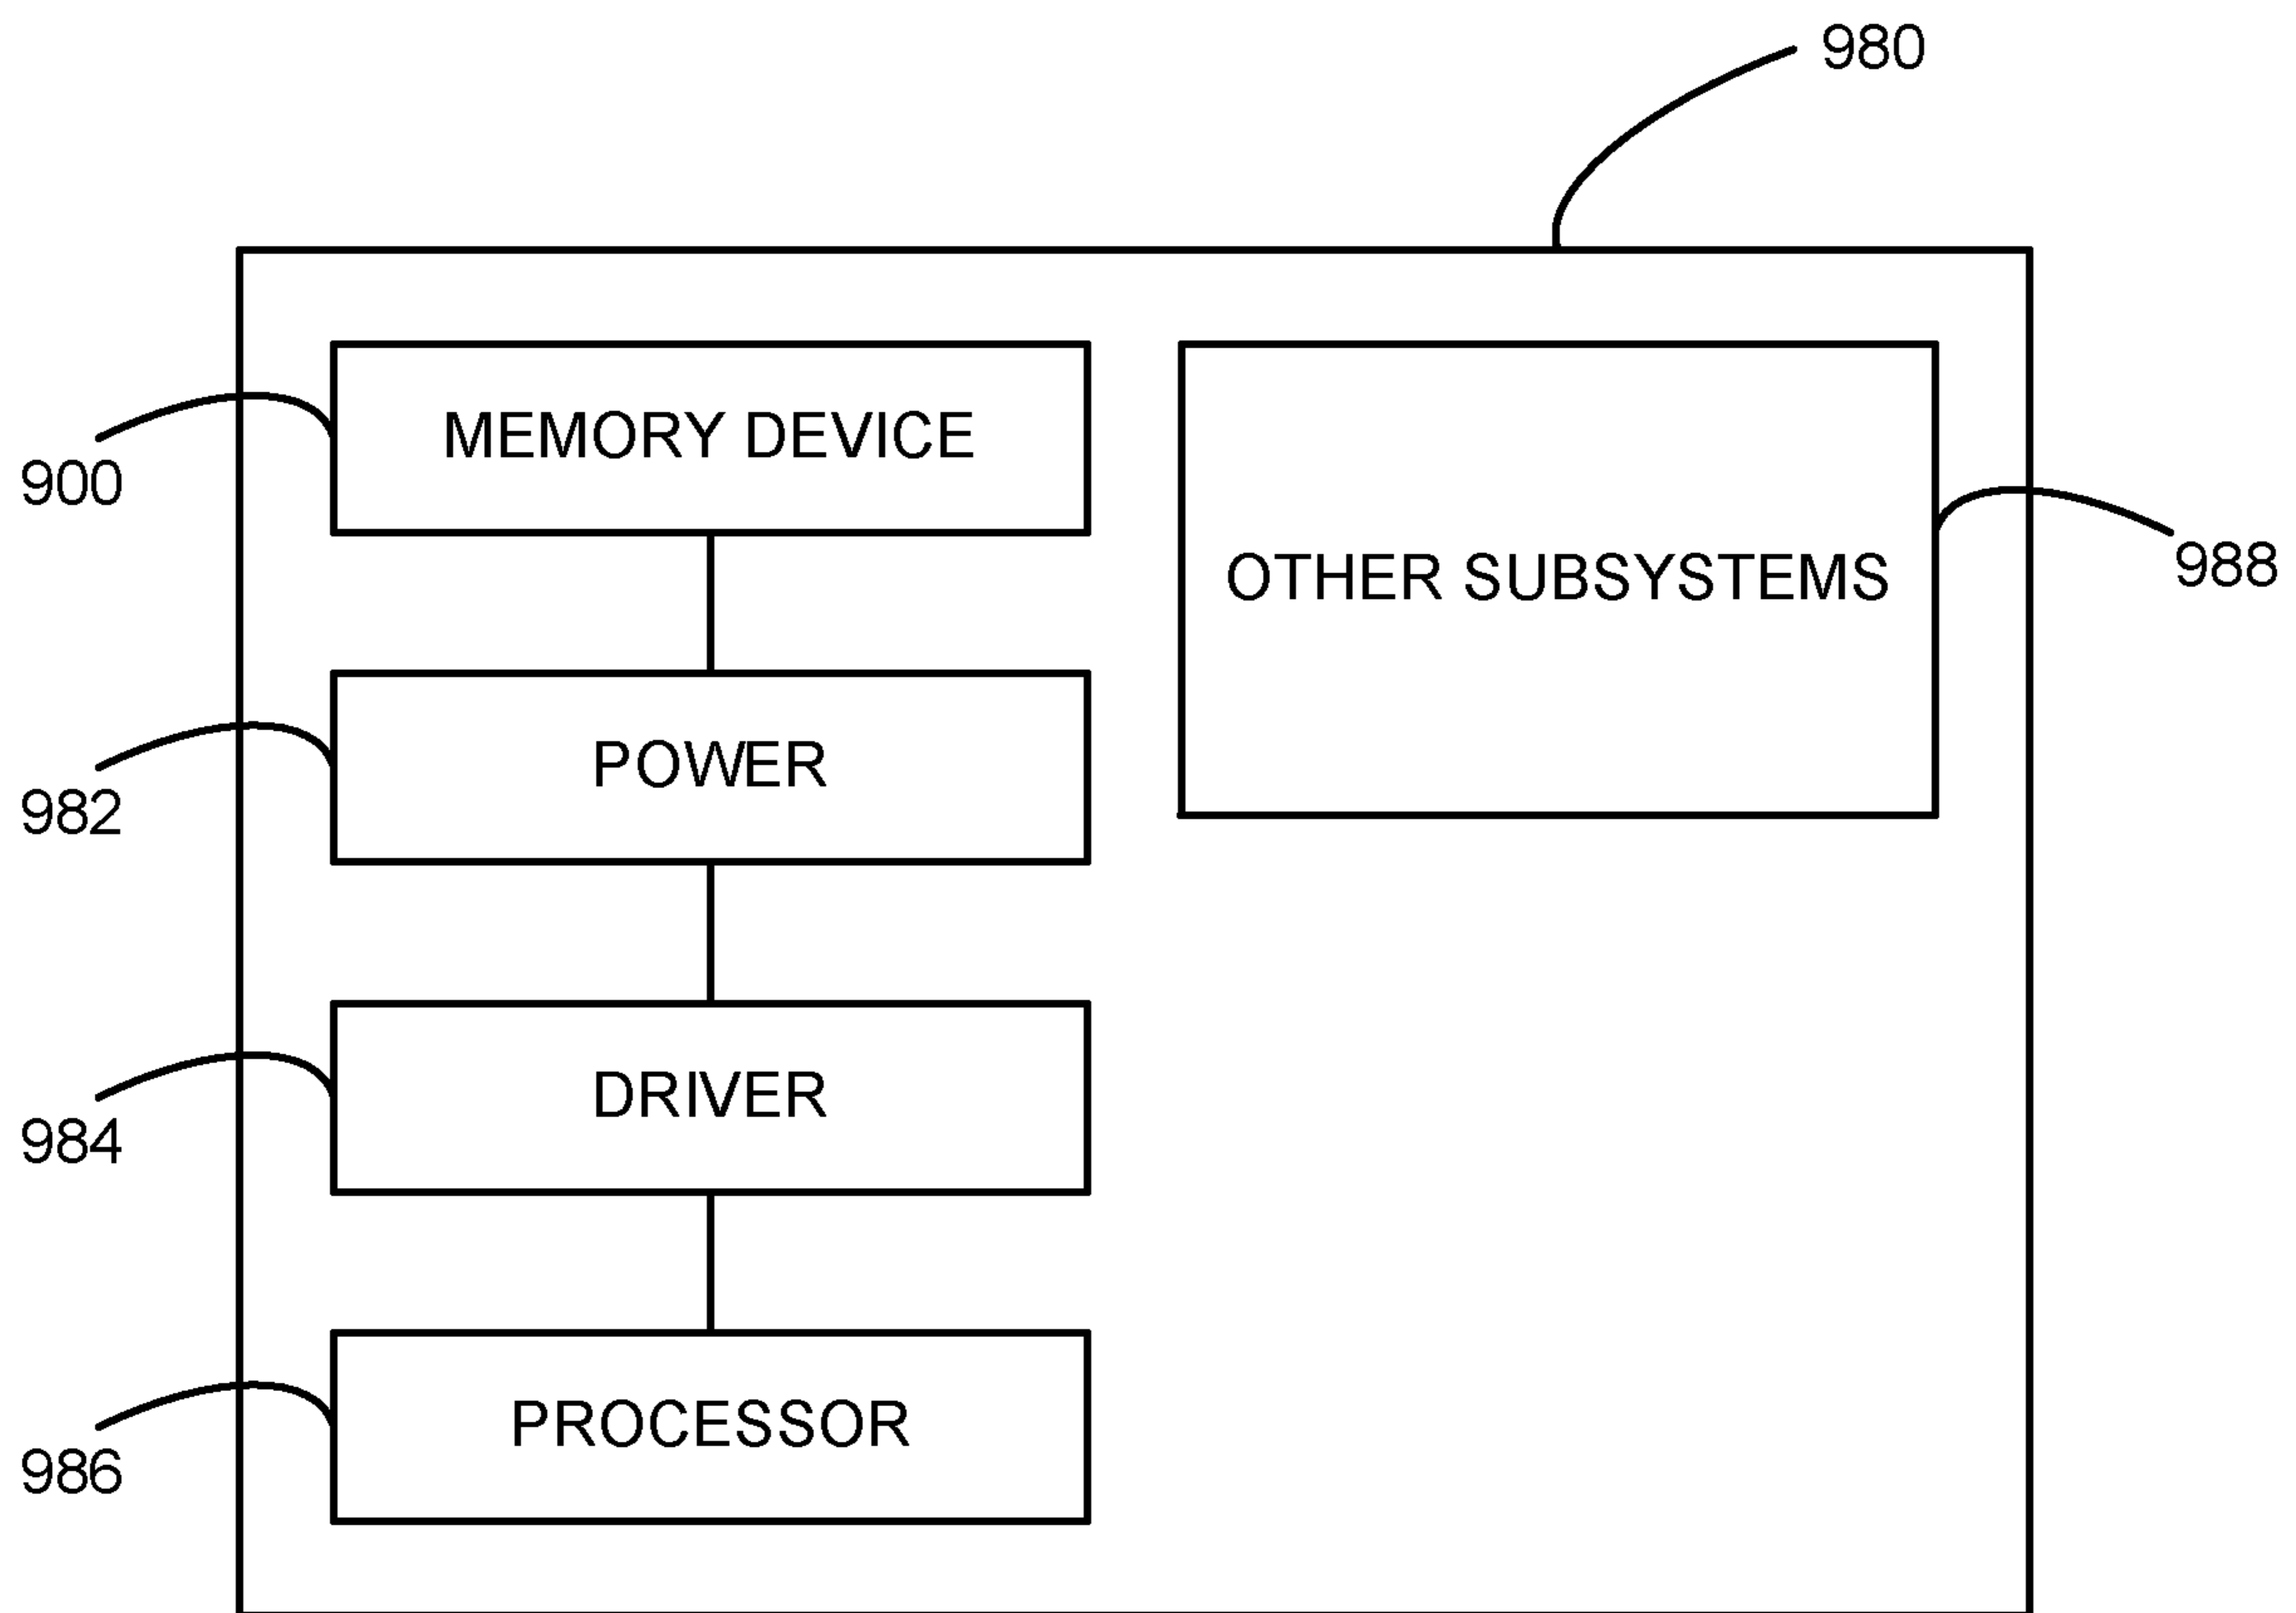 980
MEMORY DEVICE
900
OTHER SUBSYSTEMS
988
POWER
982
DRIVER
984
PROCESSOR
986